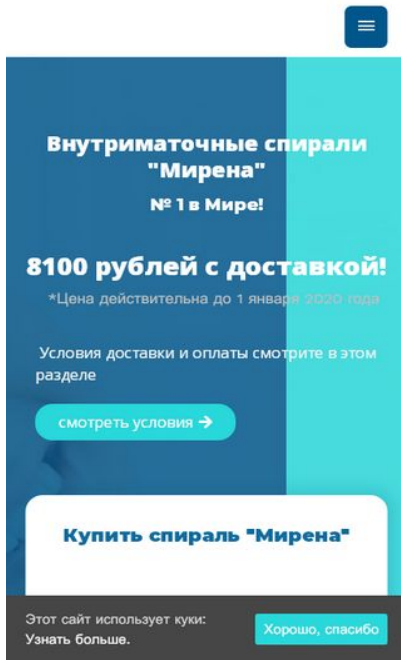 Внутриматочные спирали
"Мирена"
№ 1 в Мире!
8100 рублей с доставкой!
*Цена действительна до 1 января 2020 года
Условия доставки и оплаты смотрите в этом
разделе
смотреть условия →
Купить спираль "Мирена"
Этот сайт использует куки:
Узнать больше.
Хорошо, спасибо